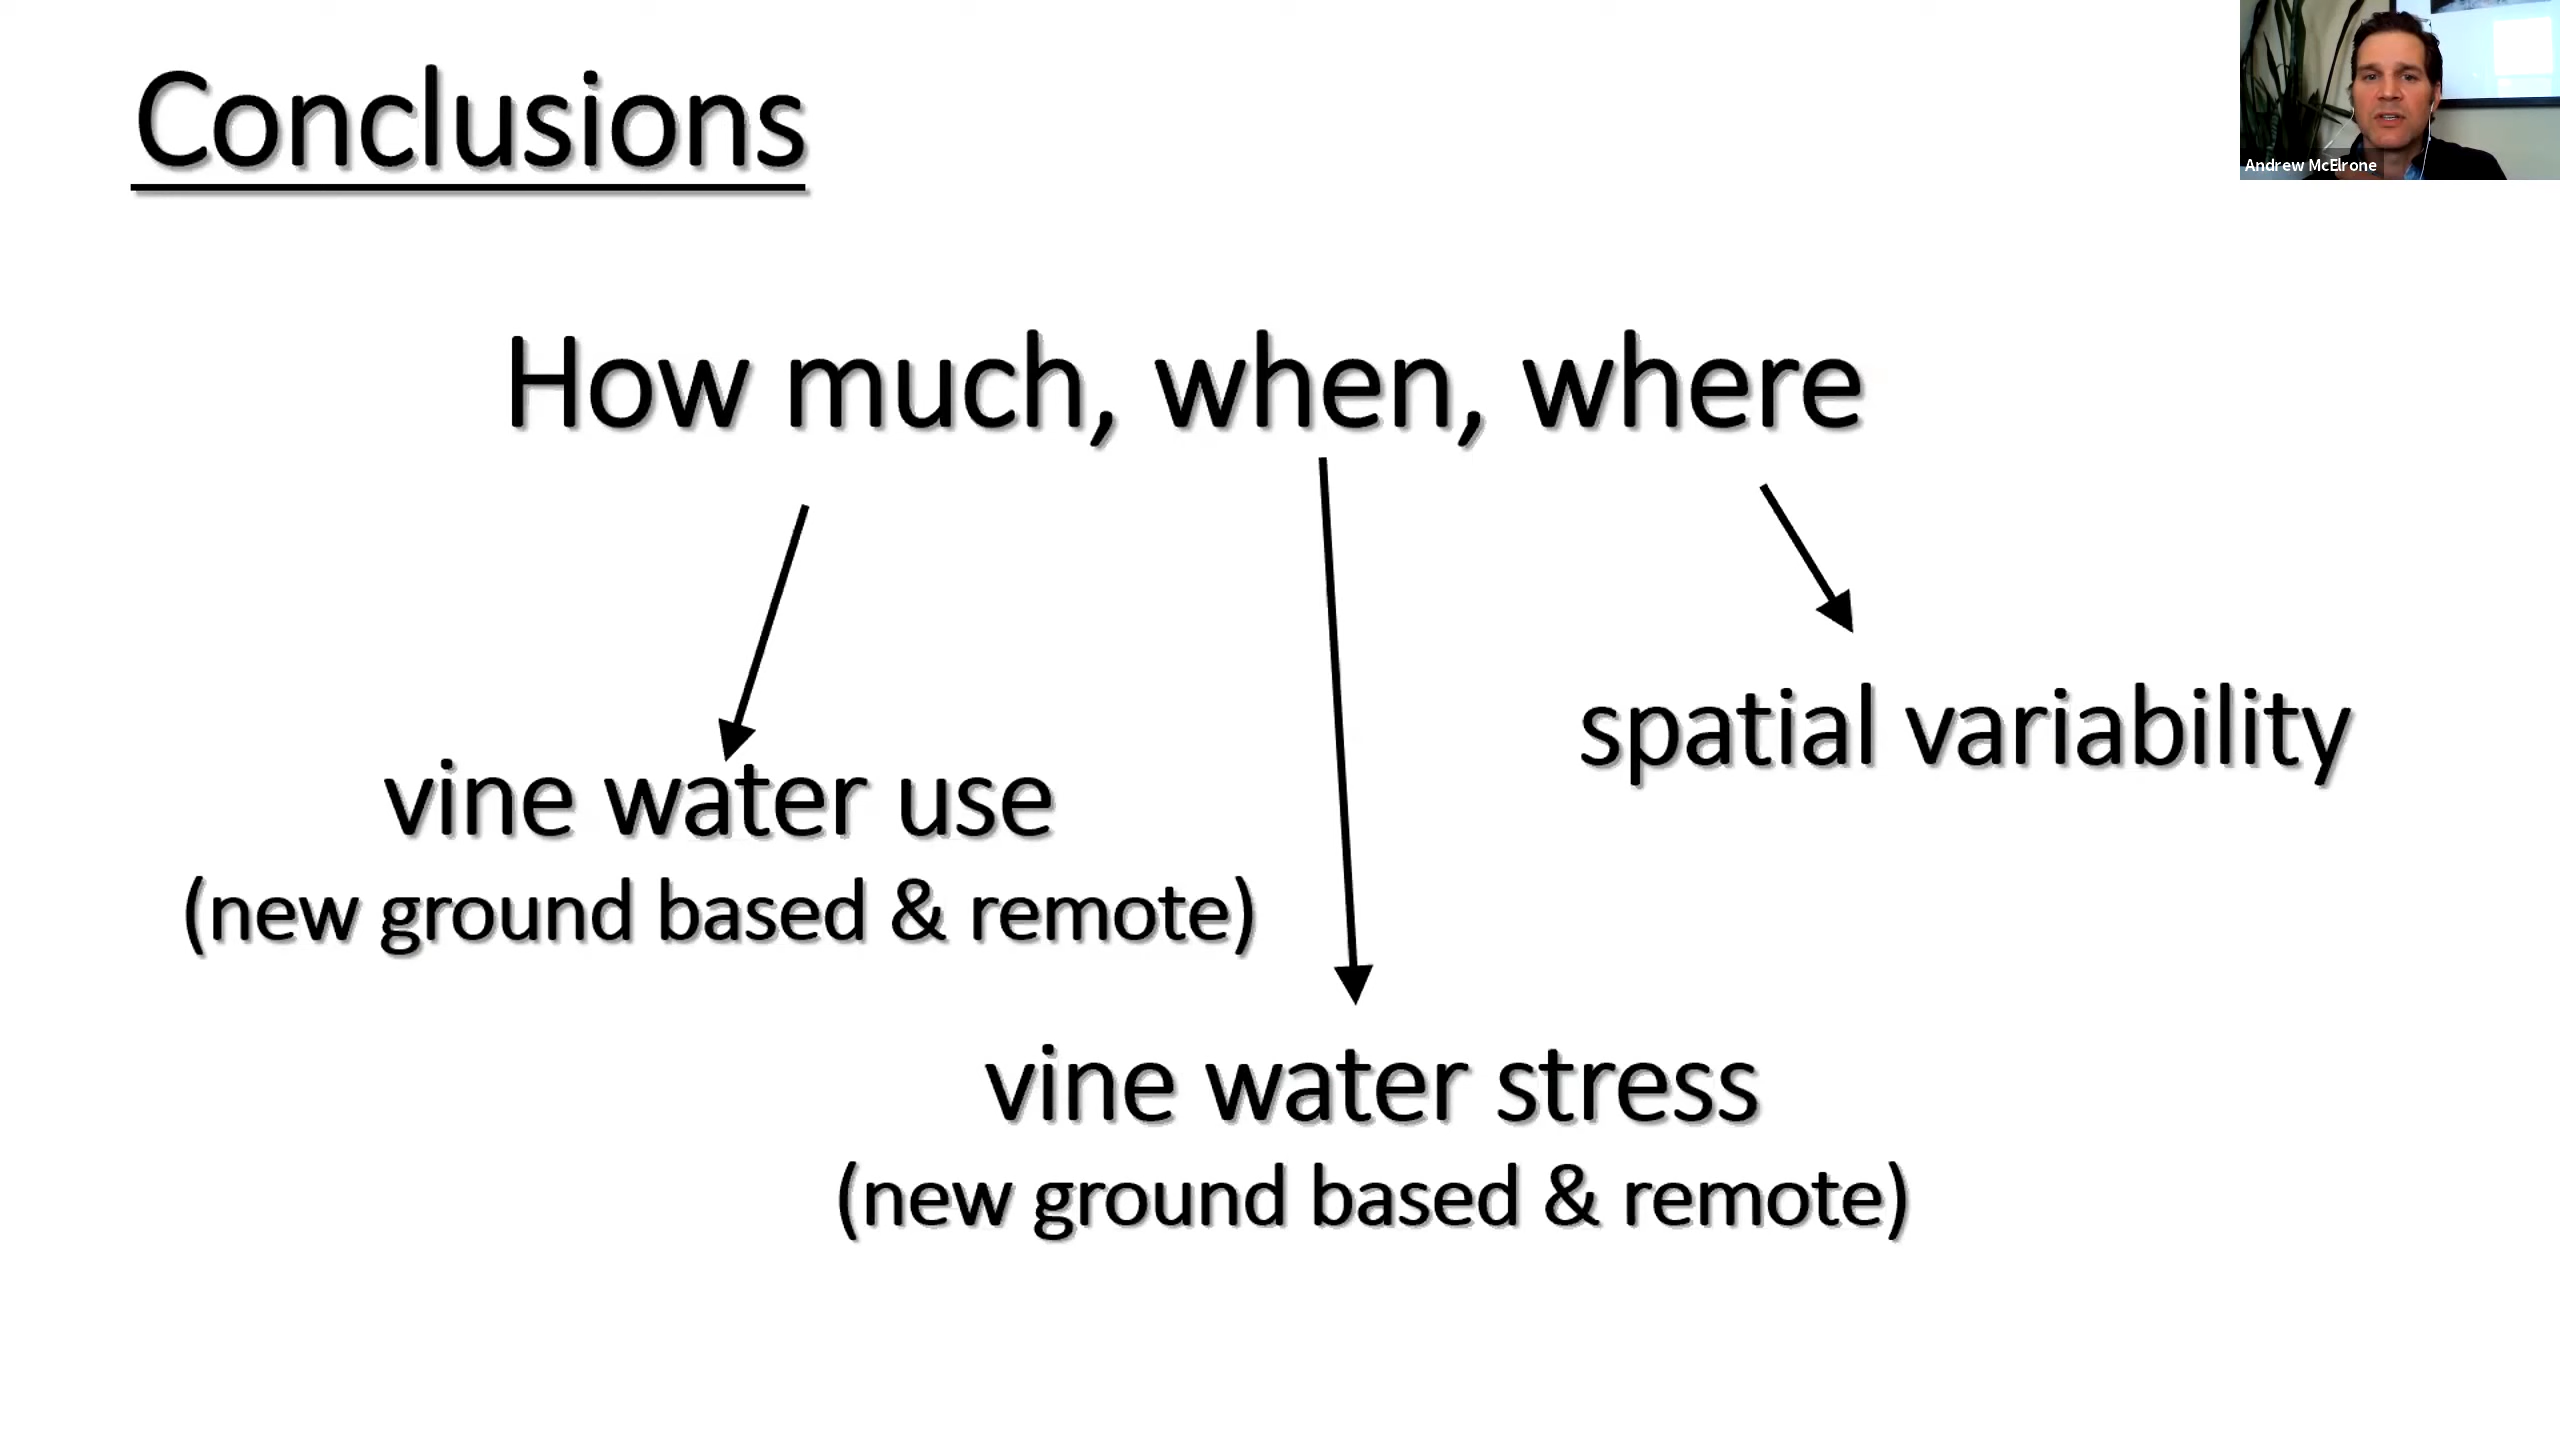 Conclusions
Andrew McElrone
How much, when, where
spatial variability
vine water use
(new ground based & remote)
vine water stress
(new ground based & remote)